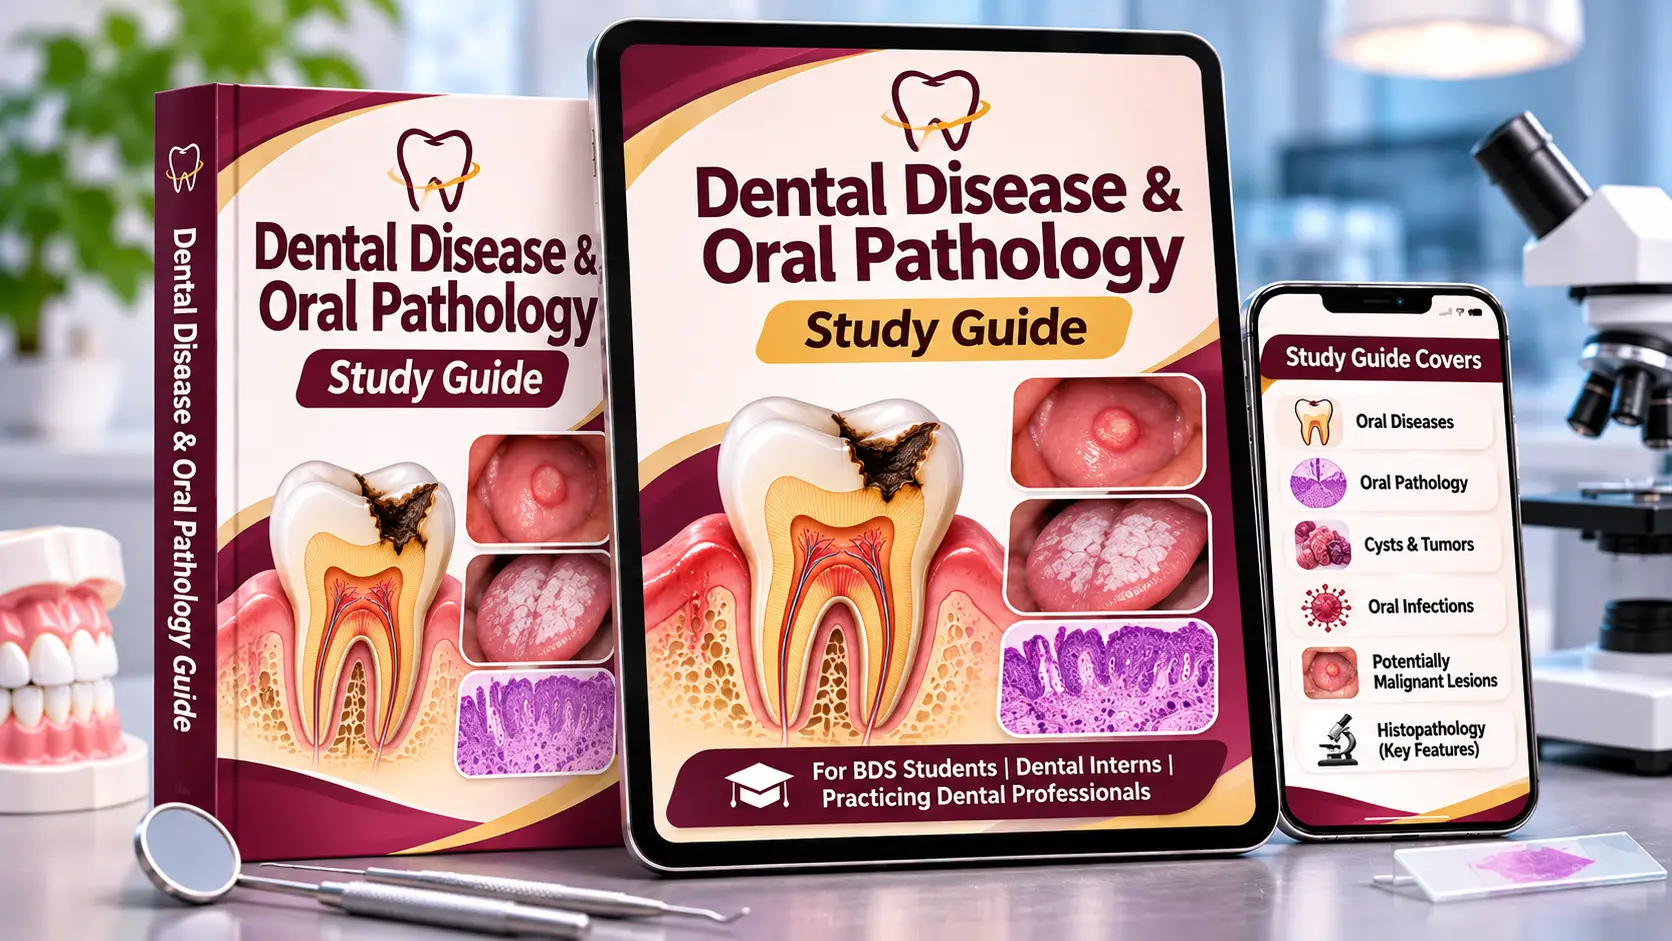 Dental Disease & Oral Pathology Study Guide
Dental Disease &
Oral Pathology
Study Guide
Dental Disease &
Oral Pathology
Study Guide
For BDS Students | Dental Interns |
Practicing Dental Professionals
Study Guide Covers
Oral Diseases
Oral Pathology
Cysts & Tumors
Oral Infections
Potentially
Malignant Lesions
Histopathology
(Key Features)